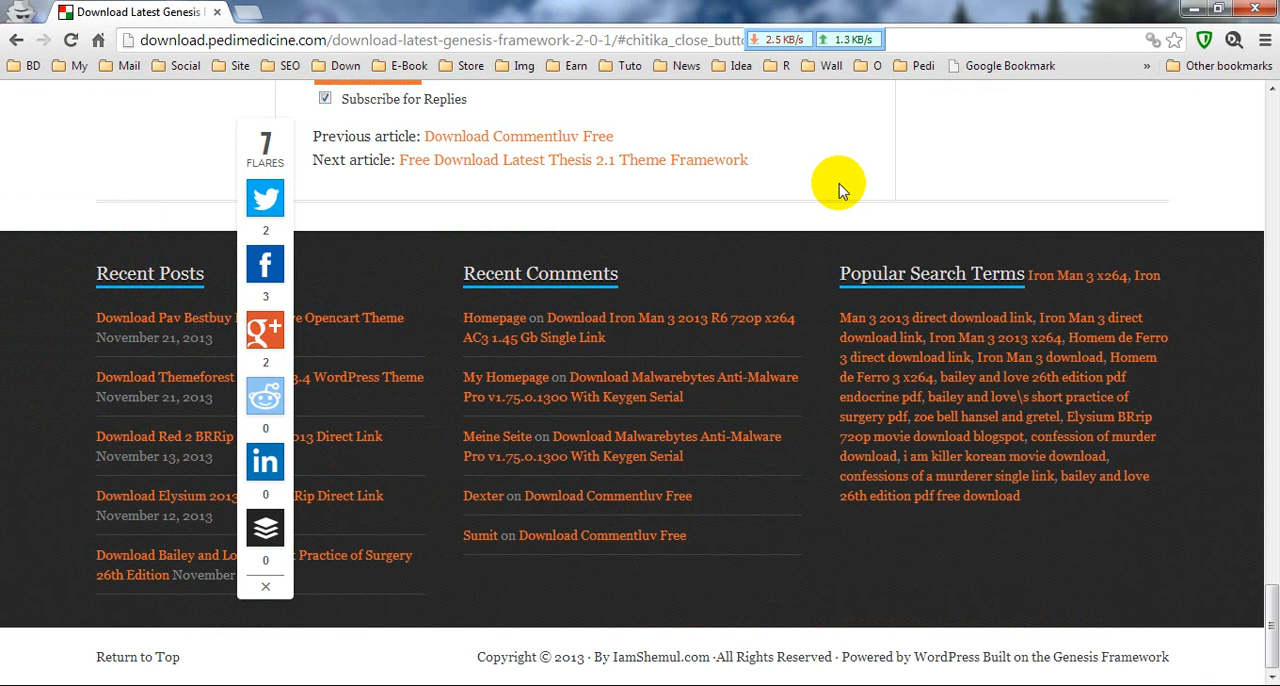 Download Latest Genesis F
download.pedimedicine.com/download-latest-genesis-framework-2-0-1/#chitika_close_butt
2.5 KB/s 1.3 KB/s
BD My Mail Social Site SEO Down E-Book Store Img Earn Tuto News Idea R Wall O Pedi Google Bookmark » Other bookmarks
Subscribe for Replies
Previous article: Download Commentluv Free
Next article: Free Download Latest Thesis 2.1 Theme Framework
7
FLARES
2
3
2
0
0
0
Recent Posts
Download Pav Bestbuy ve Opencart Theme
November 21, 2013
Download Themeforest 3.4 WordPress Theme
November 21, 2013
Download Red 2 BRRip 013 Direct Link
November 13, 2013
Download Elysium 2013 Rip Direct Link
November 12, 2013
Download Bailey and Lo t Practice of Surgery
26th Edition November
Recent Comments
Homepage on Download Iron Man 3 2013 R6 720p x264
AC3 1.45 Gb Single Link
My Homepage on Download Malwarebytes Anti-Malware
Pro v1.75.0.1300 With Keygen Serial
Meine Seite on Download Malwarebytes Anti-Malware
Pro v1.75.0.1300 With Keygen Serial
Dexter on Download Commentluv Free
Sumit on Download Commentluv Free
Popular Search Terms Iron Man 3 x264, Iron
Man 3 2013 direct download link, Iron Man 3 direct
download link, Iron Man 3 2013 x264, Homem de Ferro
3 direct download link, Iron Man 3 download, Homem
de Ferro 3 x264, bailey and love 26th edition pdf
endocrine pdf, bailey and love\s short practice of
surgery pdf, zoe bell hansel and gretel, Elysium BRrip
720p movie download blogspot, confession of murder
download, i am killer korean movie download,
confessions of a murderer single link, bailey and love
26th edition pdf free download
Return to Top
Copyright © 2013 · By IamShemul.com ·All Rights Reserved · Powered by WordPress Built on the Genesis Framework